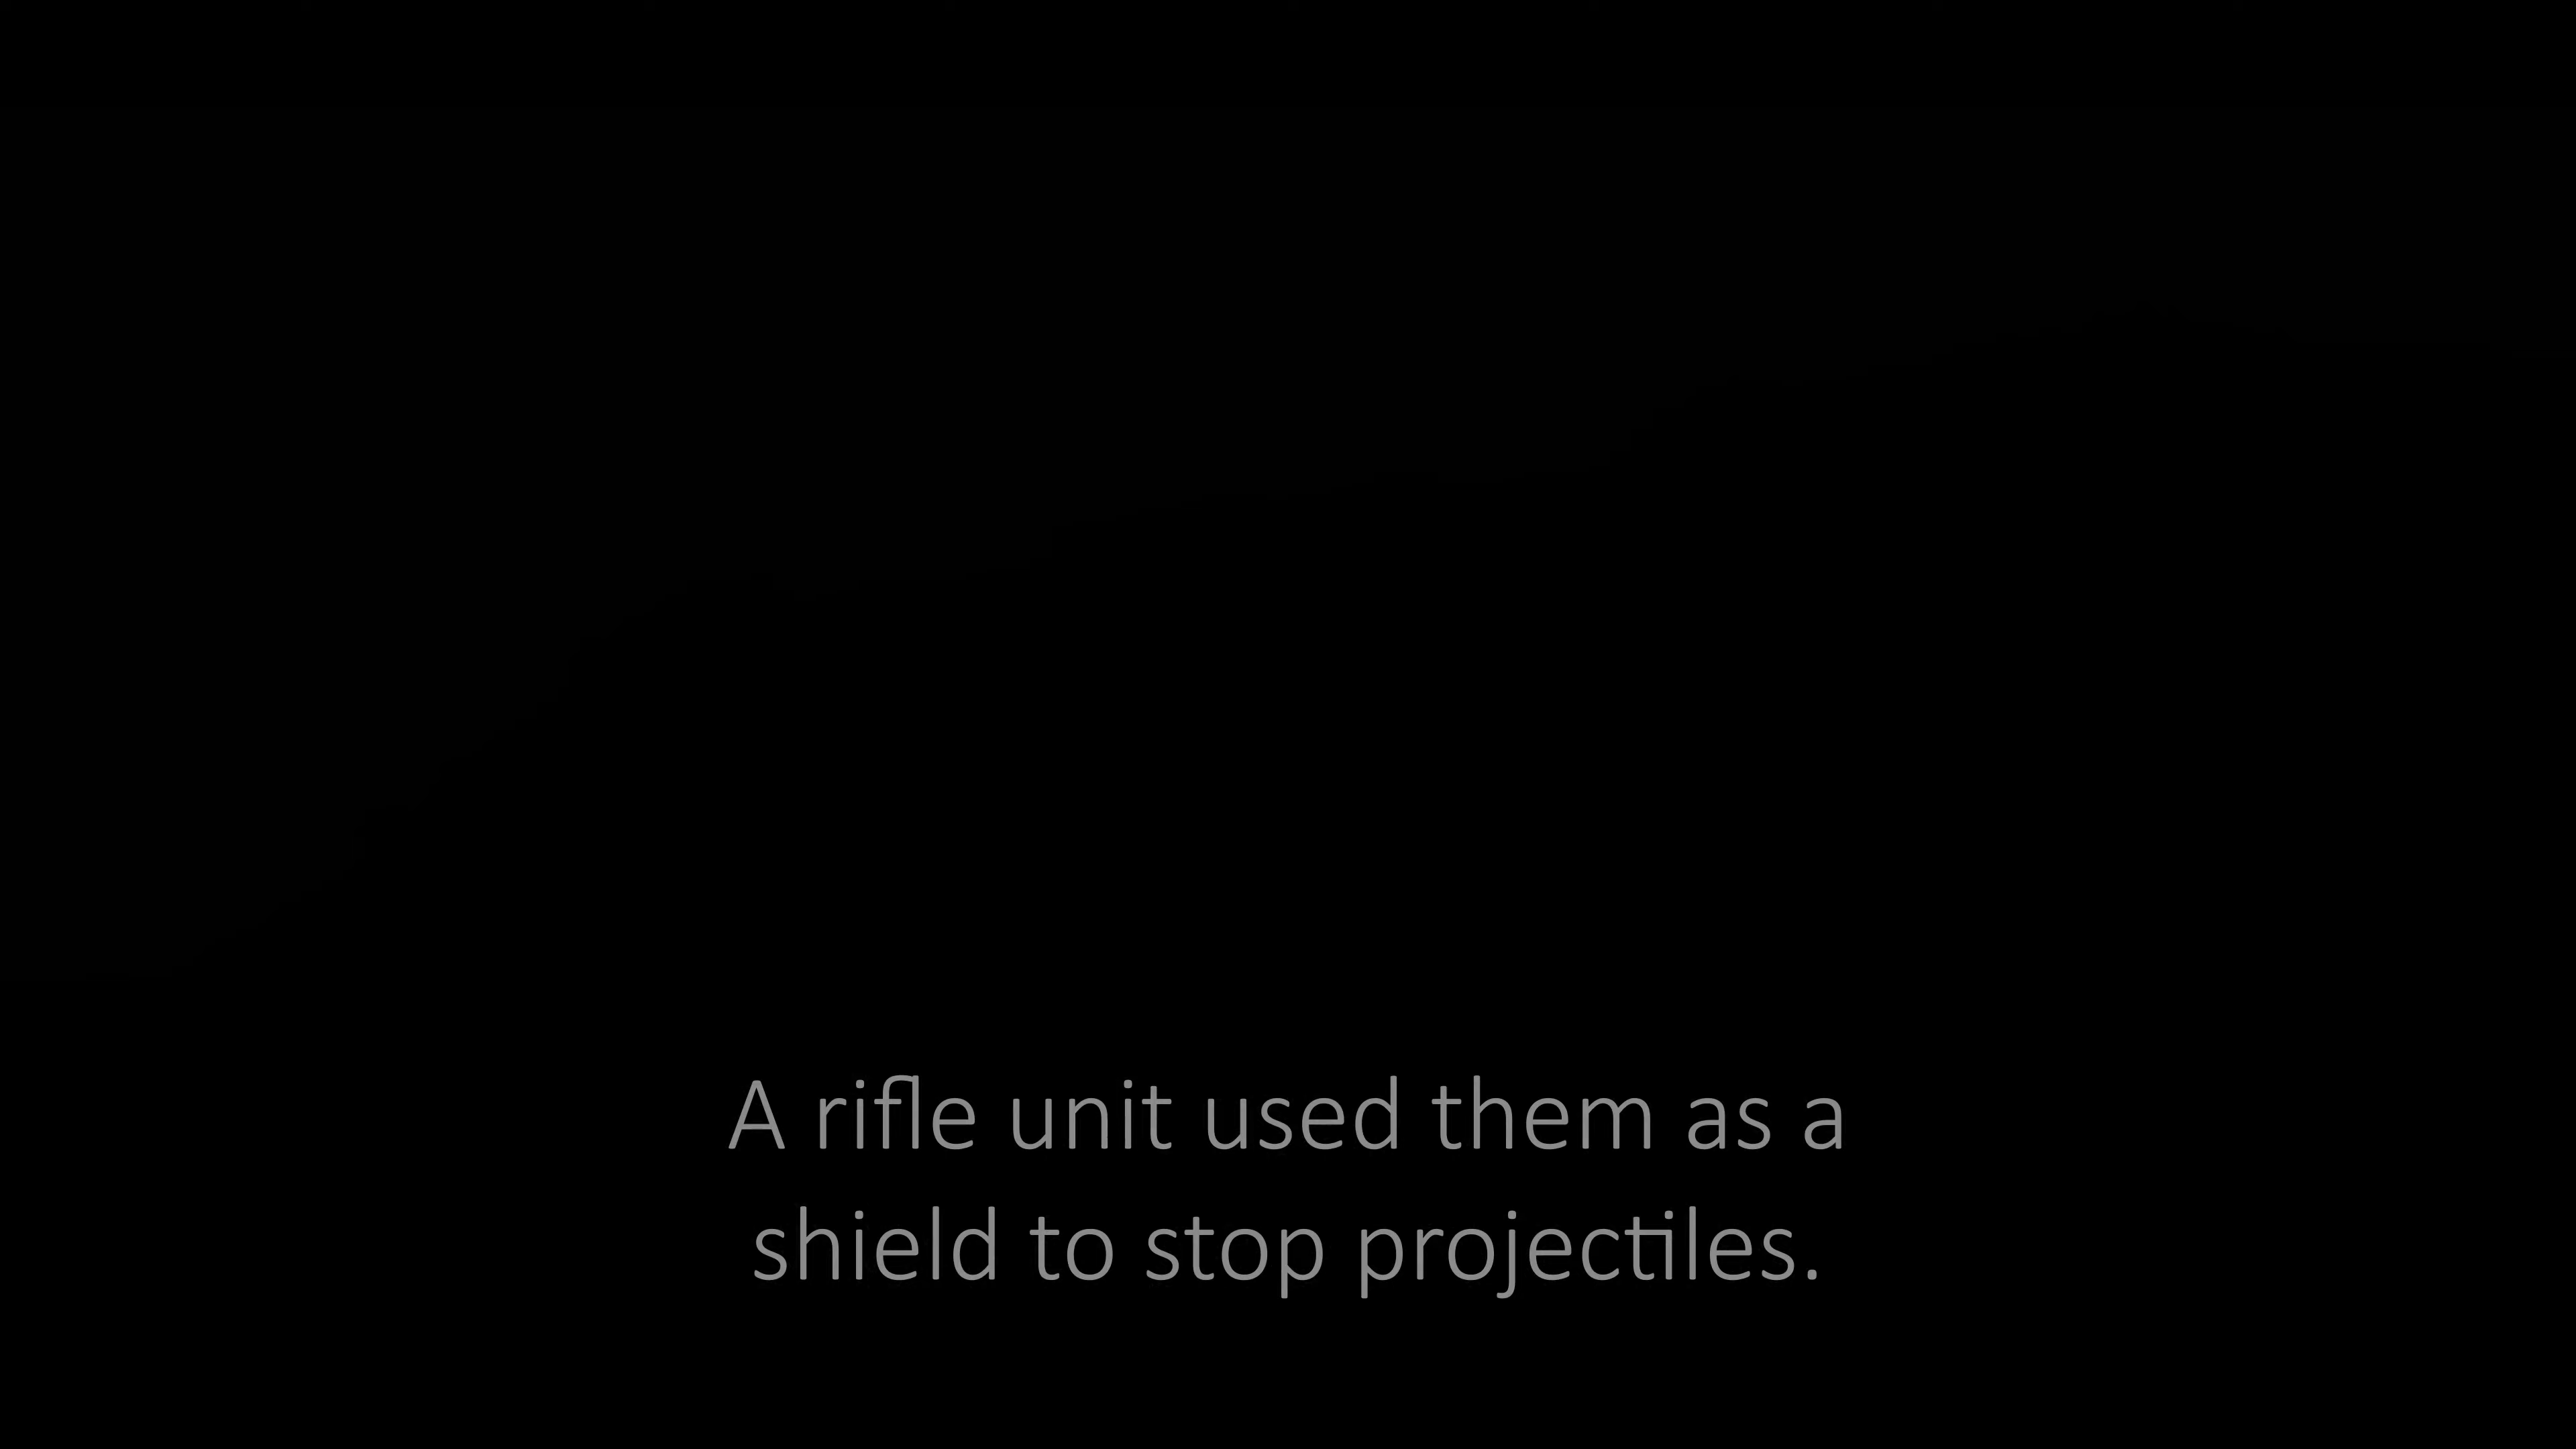 A rifle unit used them as a
shield to stop projectiles.